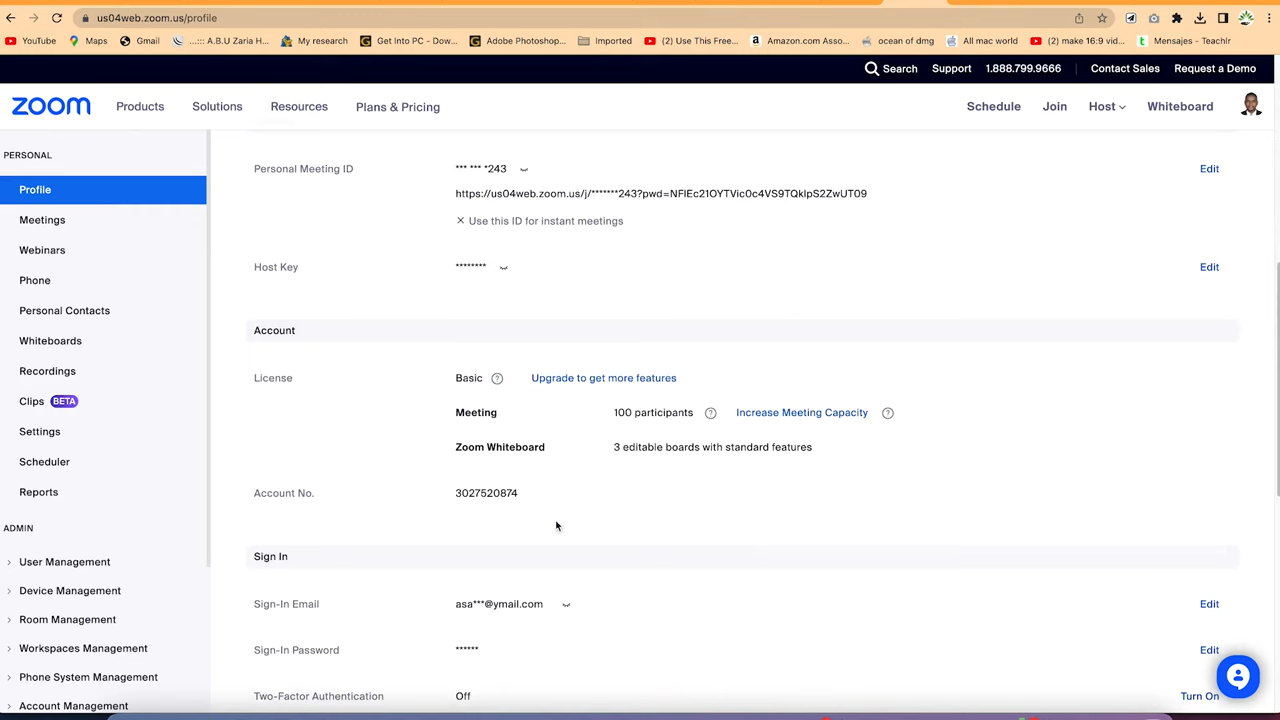 us04web.zoom.us/profile
YouTube Maps Gmail ...::: A.B.U Zaria H... My research Get Into PC - Dow... Adobe Photoshop... Imported (2) Use This Free... Amazon.com Asso... ocean of dmg All mac world (2) make 16:9 vid... Mensajes - Teachlr
Search Support 1.888.799.9666 Contact Sales Request a Demo
zoom Products Solutions Resources Plans & Pricing Schedule Join Host Whiteboard
PERSONAL
Profile
Meetings
Webinars
Phone
Personal Contacts
Whiteboards
Recordings
Clips BETA
Settings
Scheduler
Reports
ADMIN
User Management
Device Management
Room Management
Workspaces Management
Phone System Management
Account Management
Personal Meeting ID *** *** *243 Edit
https://us04web.zoom.us/j/*******243?pwd=NFlEc21OYTVic0c4VS9TQklpS2ZwUT09
× Use this ID for instant meetings
Host Key ******** Edit
Account
License Basic Upgrade to get more features
Meeting 100 participants Increase Meeting Capacity
Zoom Whiteboard 3 editable boards with standard features
Account No. 3027520874
Sign In
Sign-In Email asa***@ymail.com Edit
Sign-In Password ****** Edit
Two-Factor Authentication Off Turn On